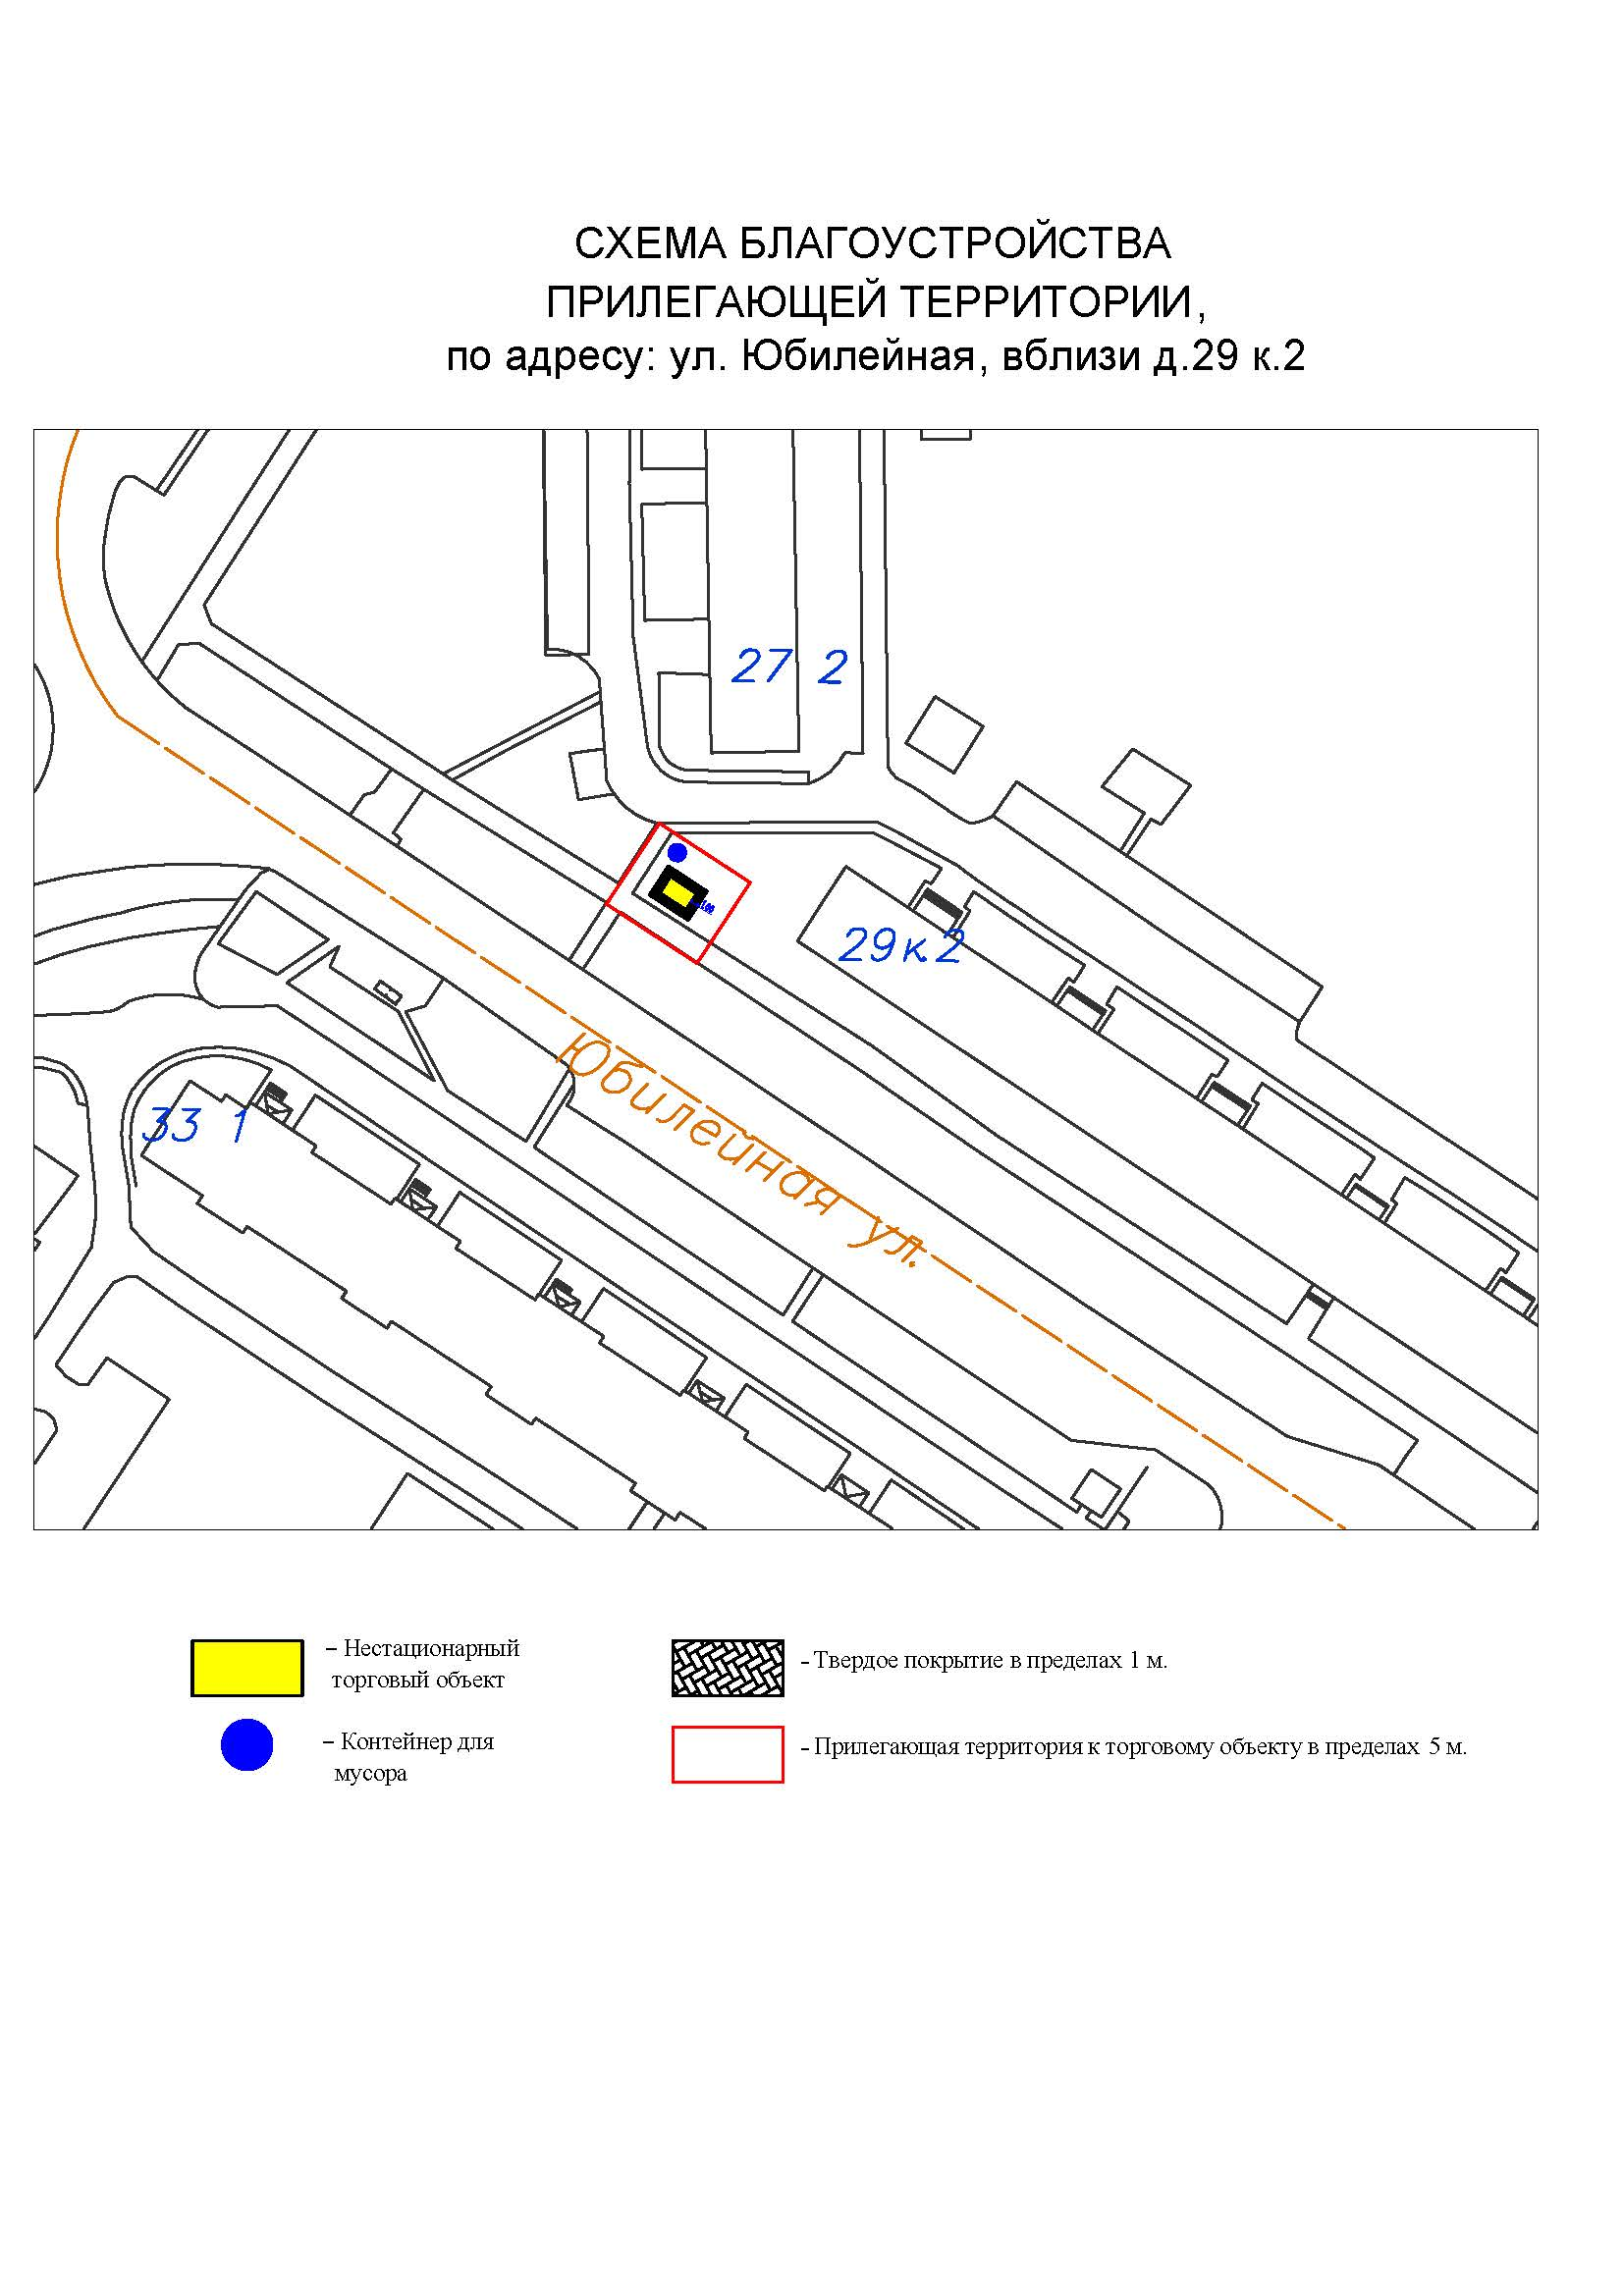 СХЕМА БЛАГОУСТРОЙСТВА
ПРИЛЕГАЮЩЕЙ ТЕРРИТОРИИ,
по адресу: ул. Юбилейная, вблизи д.29 к.2
27 2
29к2
33 1
Юбилейная ул.
– Нестационарный
торговый объект
– Твердое покрытие в пределах 1 м.
– Контейнер для
мусора
– Прилегающая территория к торговому объекту в пределах 5 м.